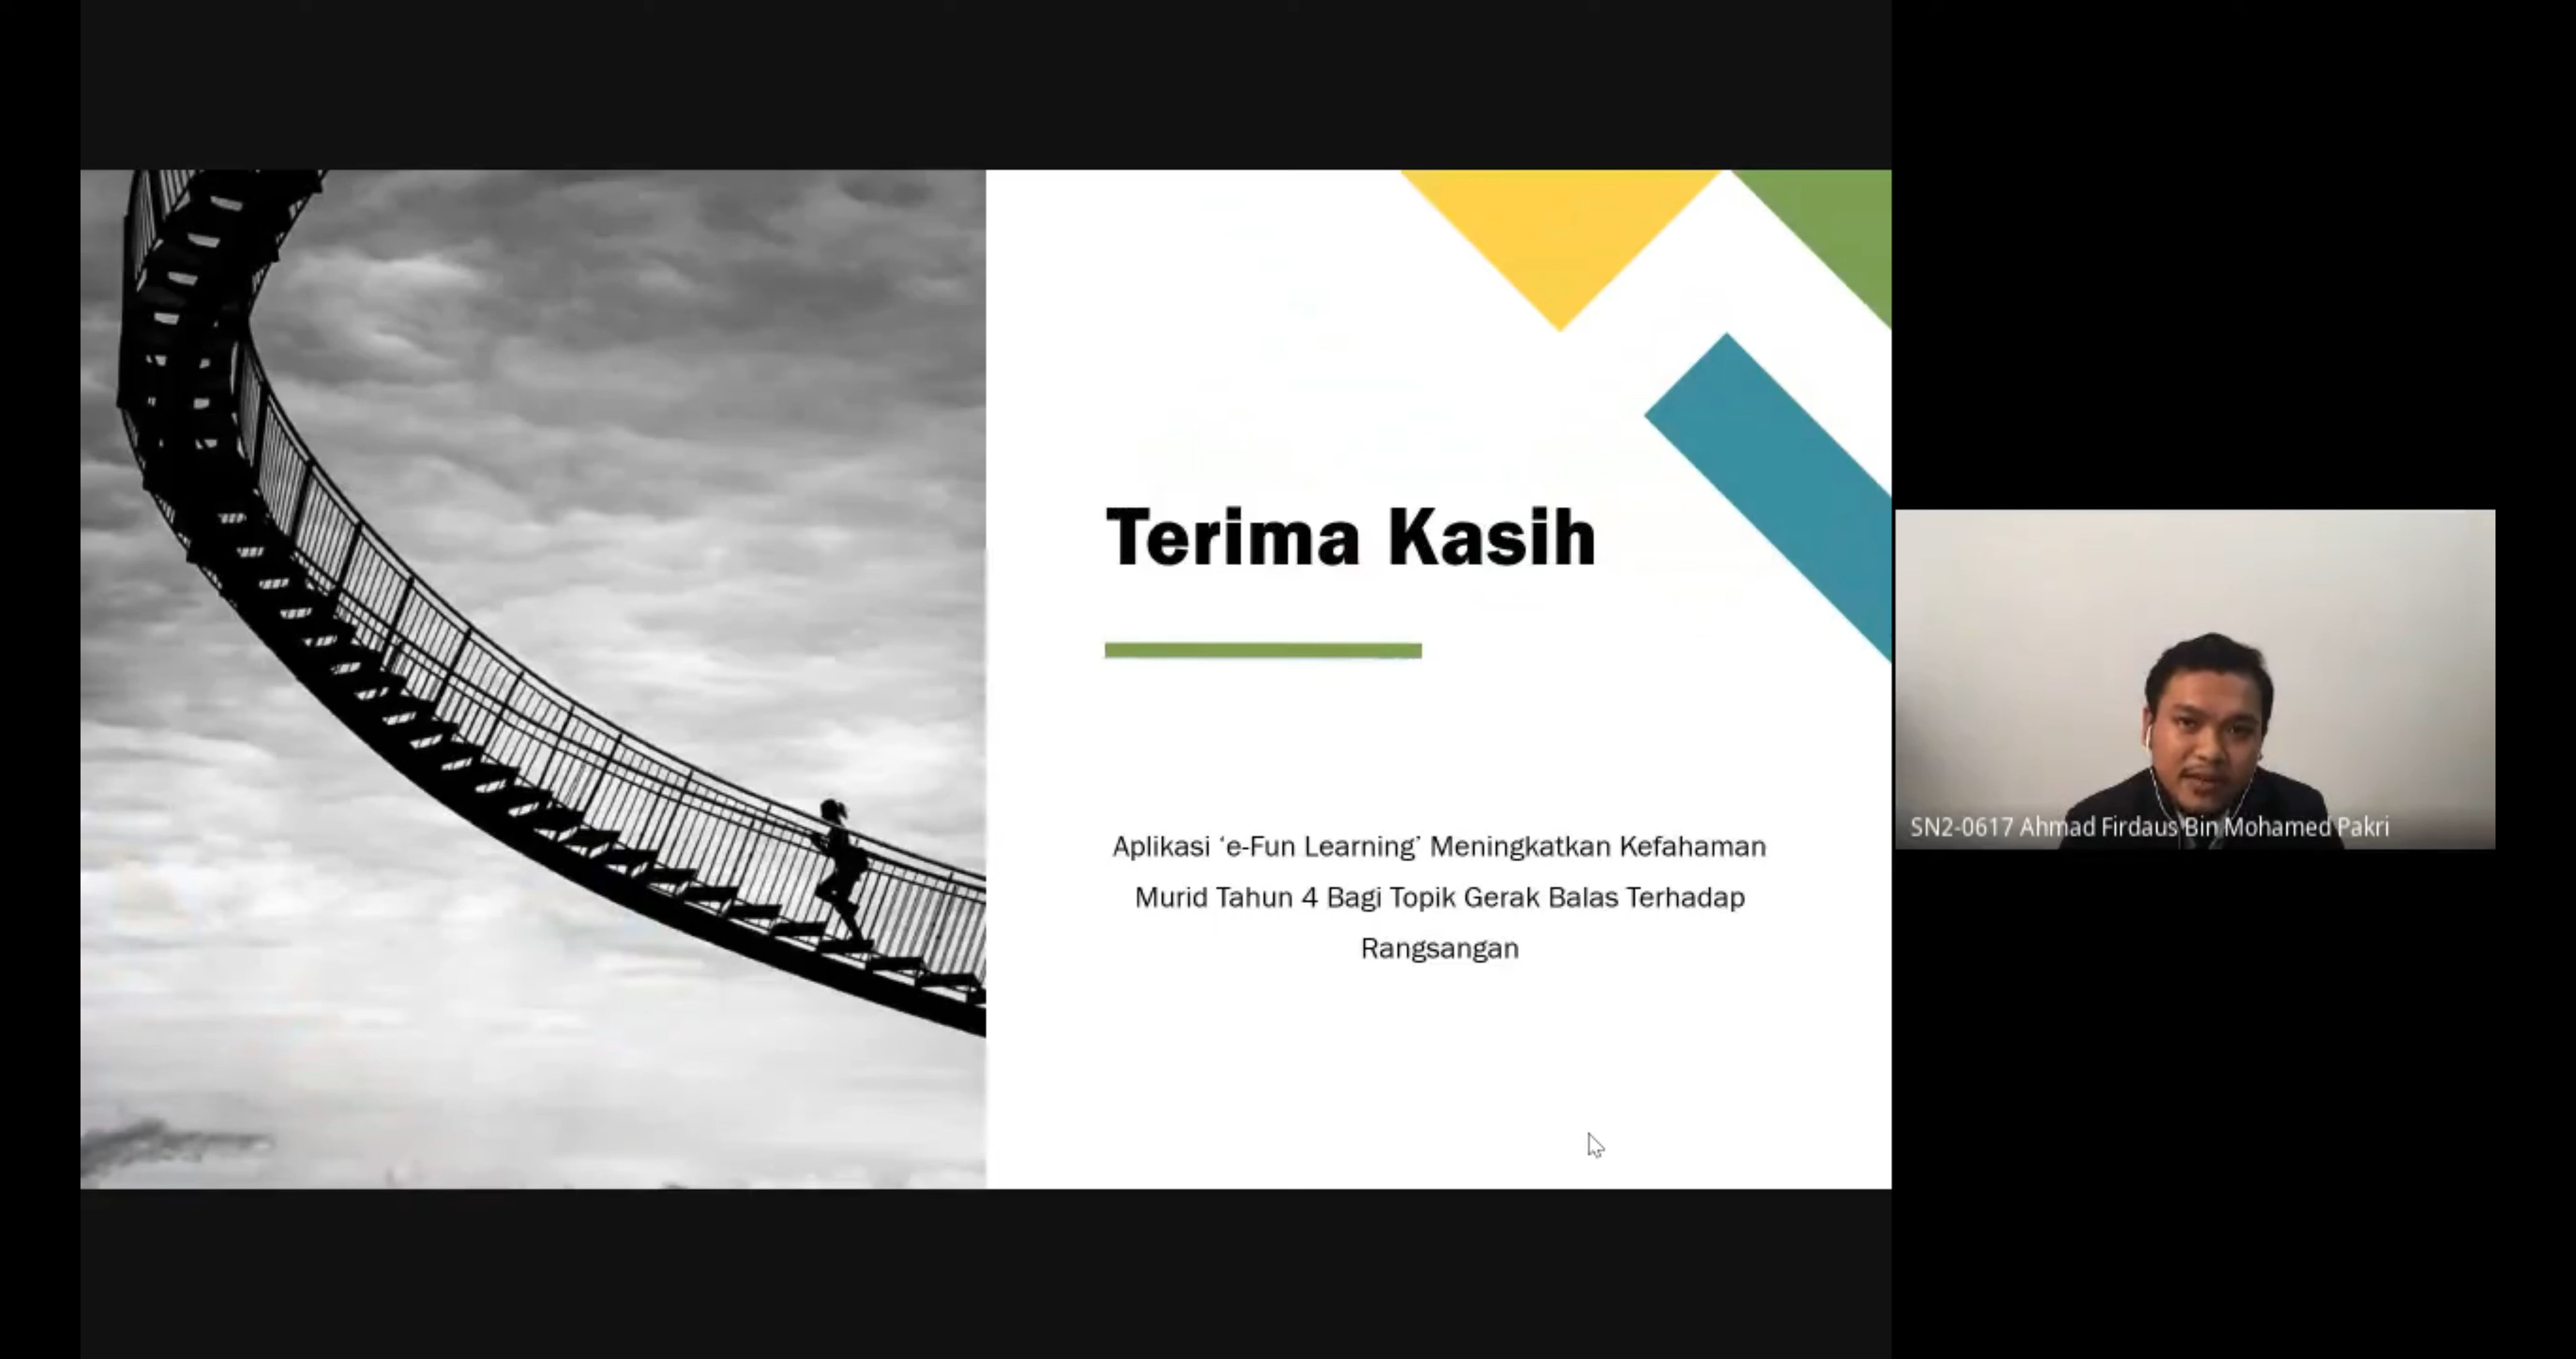 Terima Kasih
Aplikasi ‘e-Fun Learning’ Meningkatkan Kefahaman
Murid Tahun 4 Bagi Topik Gerak Balas Terhadap
Rangsangan
SN2-0617 Ahmad Firdaus Bin Mohamed Pakri